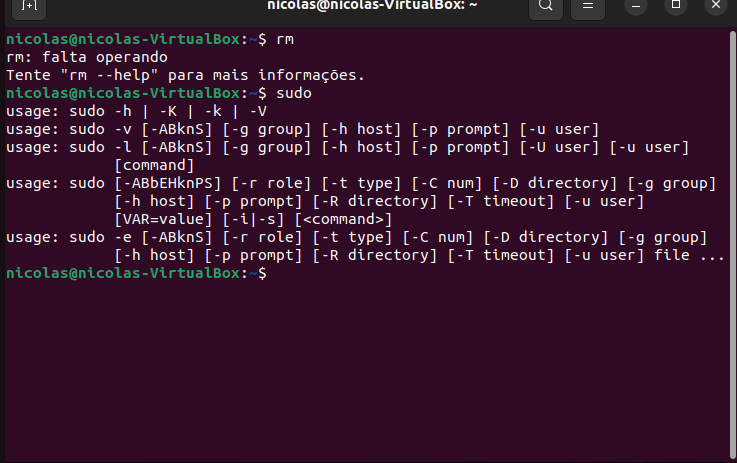 nicolas@nicolas-VirtualBox: ~
nicolas@nicolas-VirtualBox:~$ rm
rm: falta operando
Tente "rm --help" para mais informações.
nicolas@nicolas-VirtualBox:~$ sudo
usage: sudo -h | -K | -k | -V
usage: sudo -v [-ABknS] [-g group] [-h host] [-p prompt] [-u user]
usage: sudo -l [-ABknS] [-g group] [-h host] [-p prompt] [-U user] [-u user]
[command]
usage: sudo [-ABbEHknPS] [-r role] [-t type] [-C num] [-D directory] [-g group]
[-h host] [-p prompt] [-R directory] [-T timeout] [-u user]
[VAR=value] [-i|-s] [<command>]
usage: sudo -e [-ABknS] [-r role] [-t type] [-C num] [-D directory] [-g group]
[-h host] [-p prompt] [-R directory] [-T timeout] [-u user] file ...
nicolas@nicolas-VirtualBox:~$